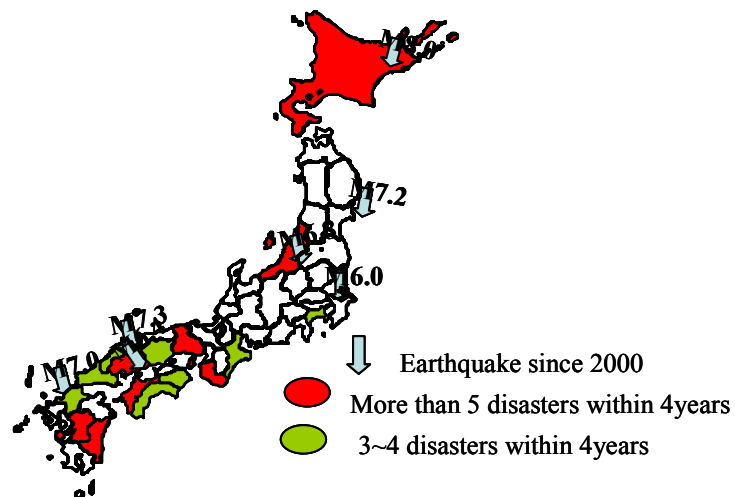 M8.0
M7.2
M6.8
M6.0
M7.3
M7.0
Earthquake since 2000
More than 5 disasters within 4years
3~4 disasters within 4years